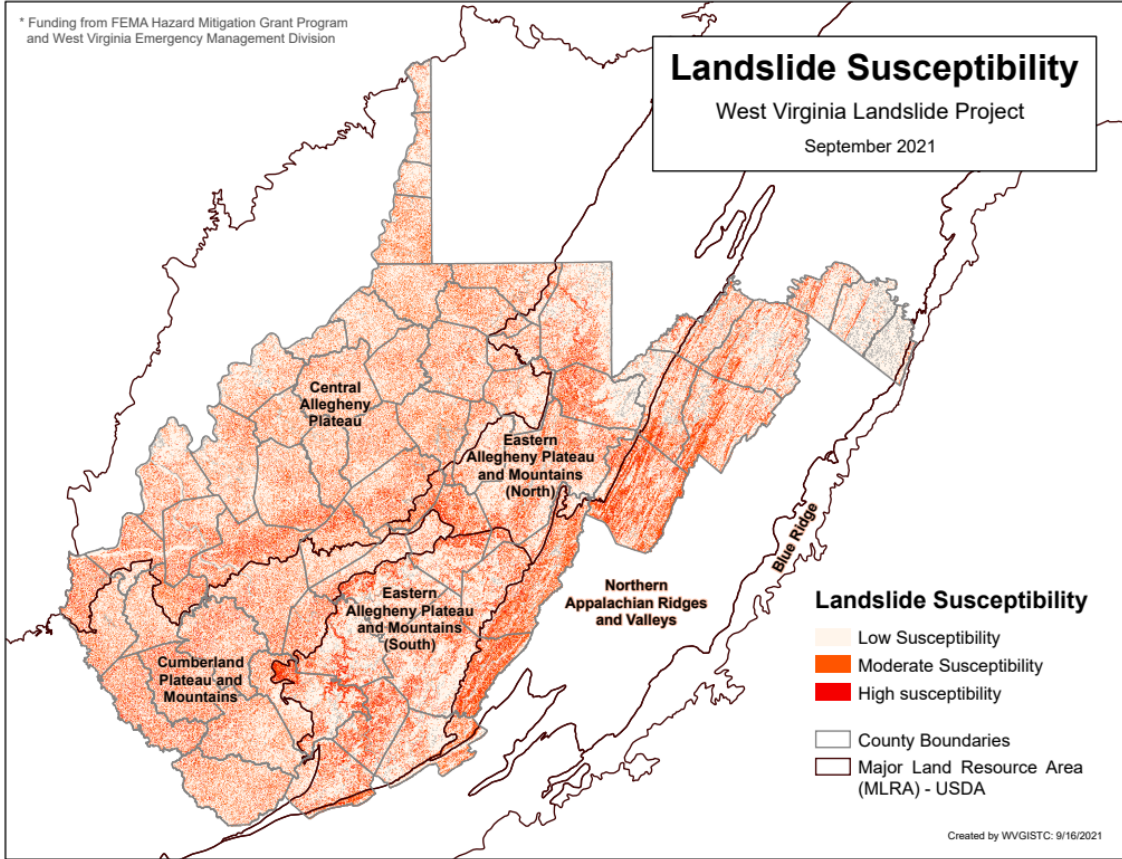 * Funding from FEMA Hazard Mitigation Grant Program
and West Virginia Emergency Management Division
Landslide Susceptibility
West Virginia Landslide Project
September 2021
Central
Allegheny
Plateau
Eastern
Allegheny Plateau
and Mountains
(North)
Eastern
Allegheny Plateau
and Mountains
(South)
Cumberland
Plateau and
Mountains
Northern
Appalachian Ridges
and Valleys
Blue Ridge
Landslide Susceptibility
Low Susceptibility
Moderate Susceptibility
High susceptibility
County Boundaries
Major Land Resource Area
(MLRA) - USDA
Created by WVGISTC: 9/16/2021